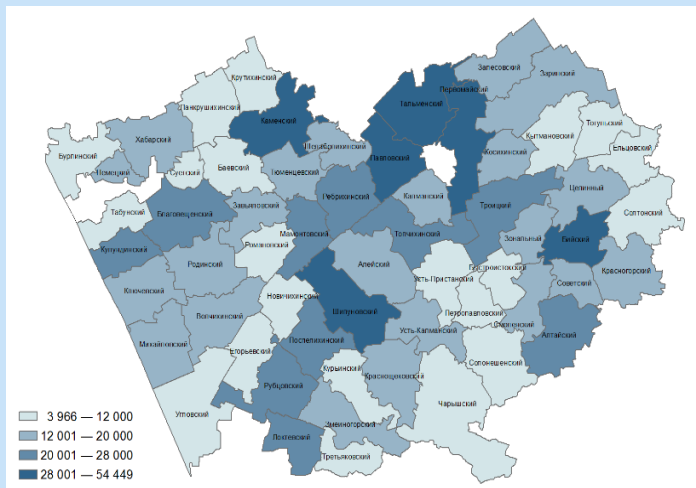 Залесовский
Заринский
Крутихинский
Первомайский
Тальменский
Панкрушихинский
Каменский
Хабарский
Шелаболихинский
Павловский
Косихинский
Кытмановский
Тогульский
Ельцовский
Бурлинский
Немецкий
Суетский
Баевский
Тюменцевский
Ребрихинский
Калманский
Троицкий
Целинный
Табунский
Благовещенский
Завьяловский
Мамонтовский
Топчихинский
Зональный
Бийский
Солтонский
Кулундинский
Романовский
Родинский
Алейский
Усть-Пристанский
Быстроистокский
Советский
Красногорский
Ключевский
Новичихинский
Шипуновский
Петропавловский
Смоленский
Волчихинский
Усть-Калманский
Алтайский
Михайловский
Егорьевский
Поспелихинский
Курьинский
Краснощековский
Солонешенский
Рубцовский
Чарышский
Угловский
Змеиногорский
Локтевский
Третьяковский
3 966 — 12 000
12 001 — 20 000
20 001 — 28 000
28 001 — 54 449